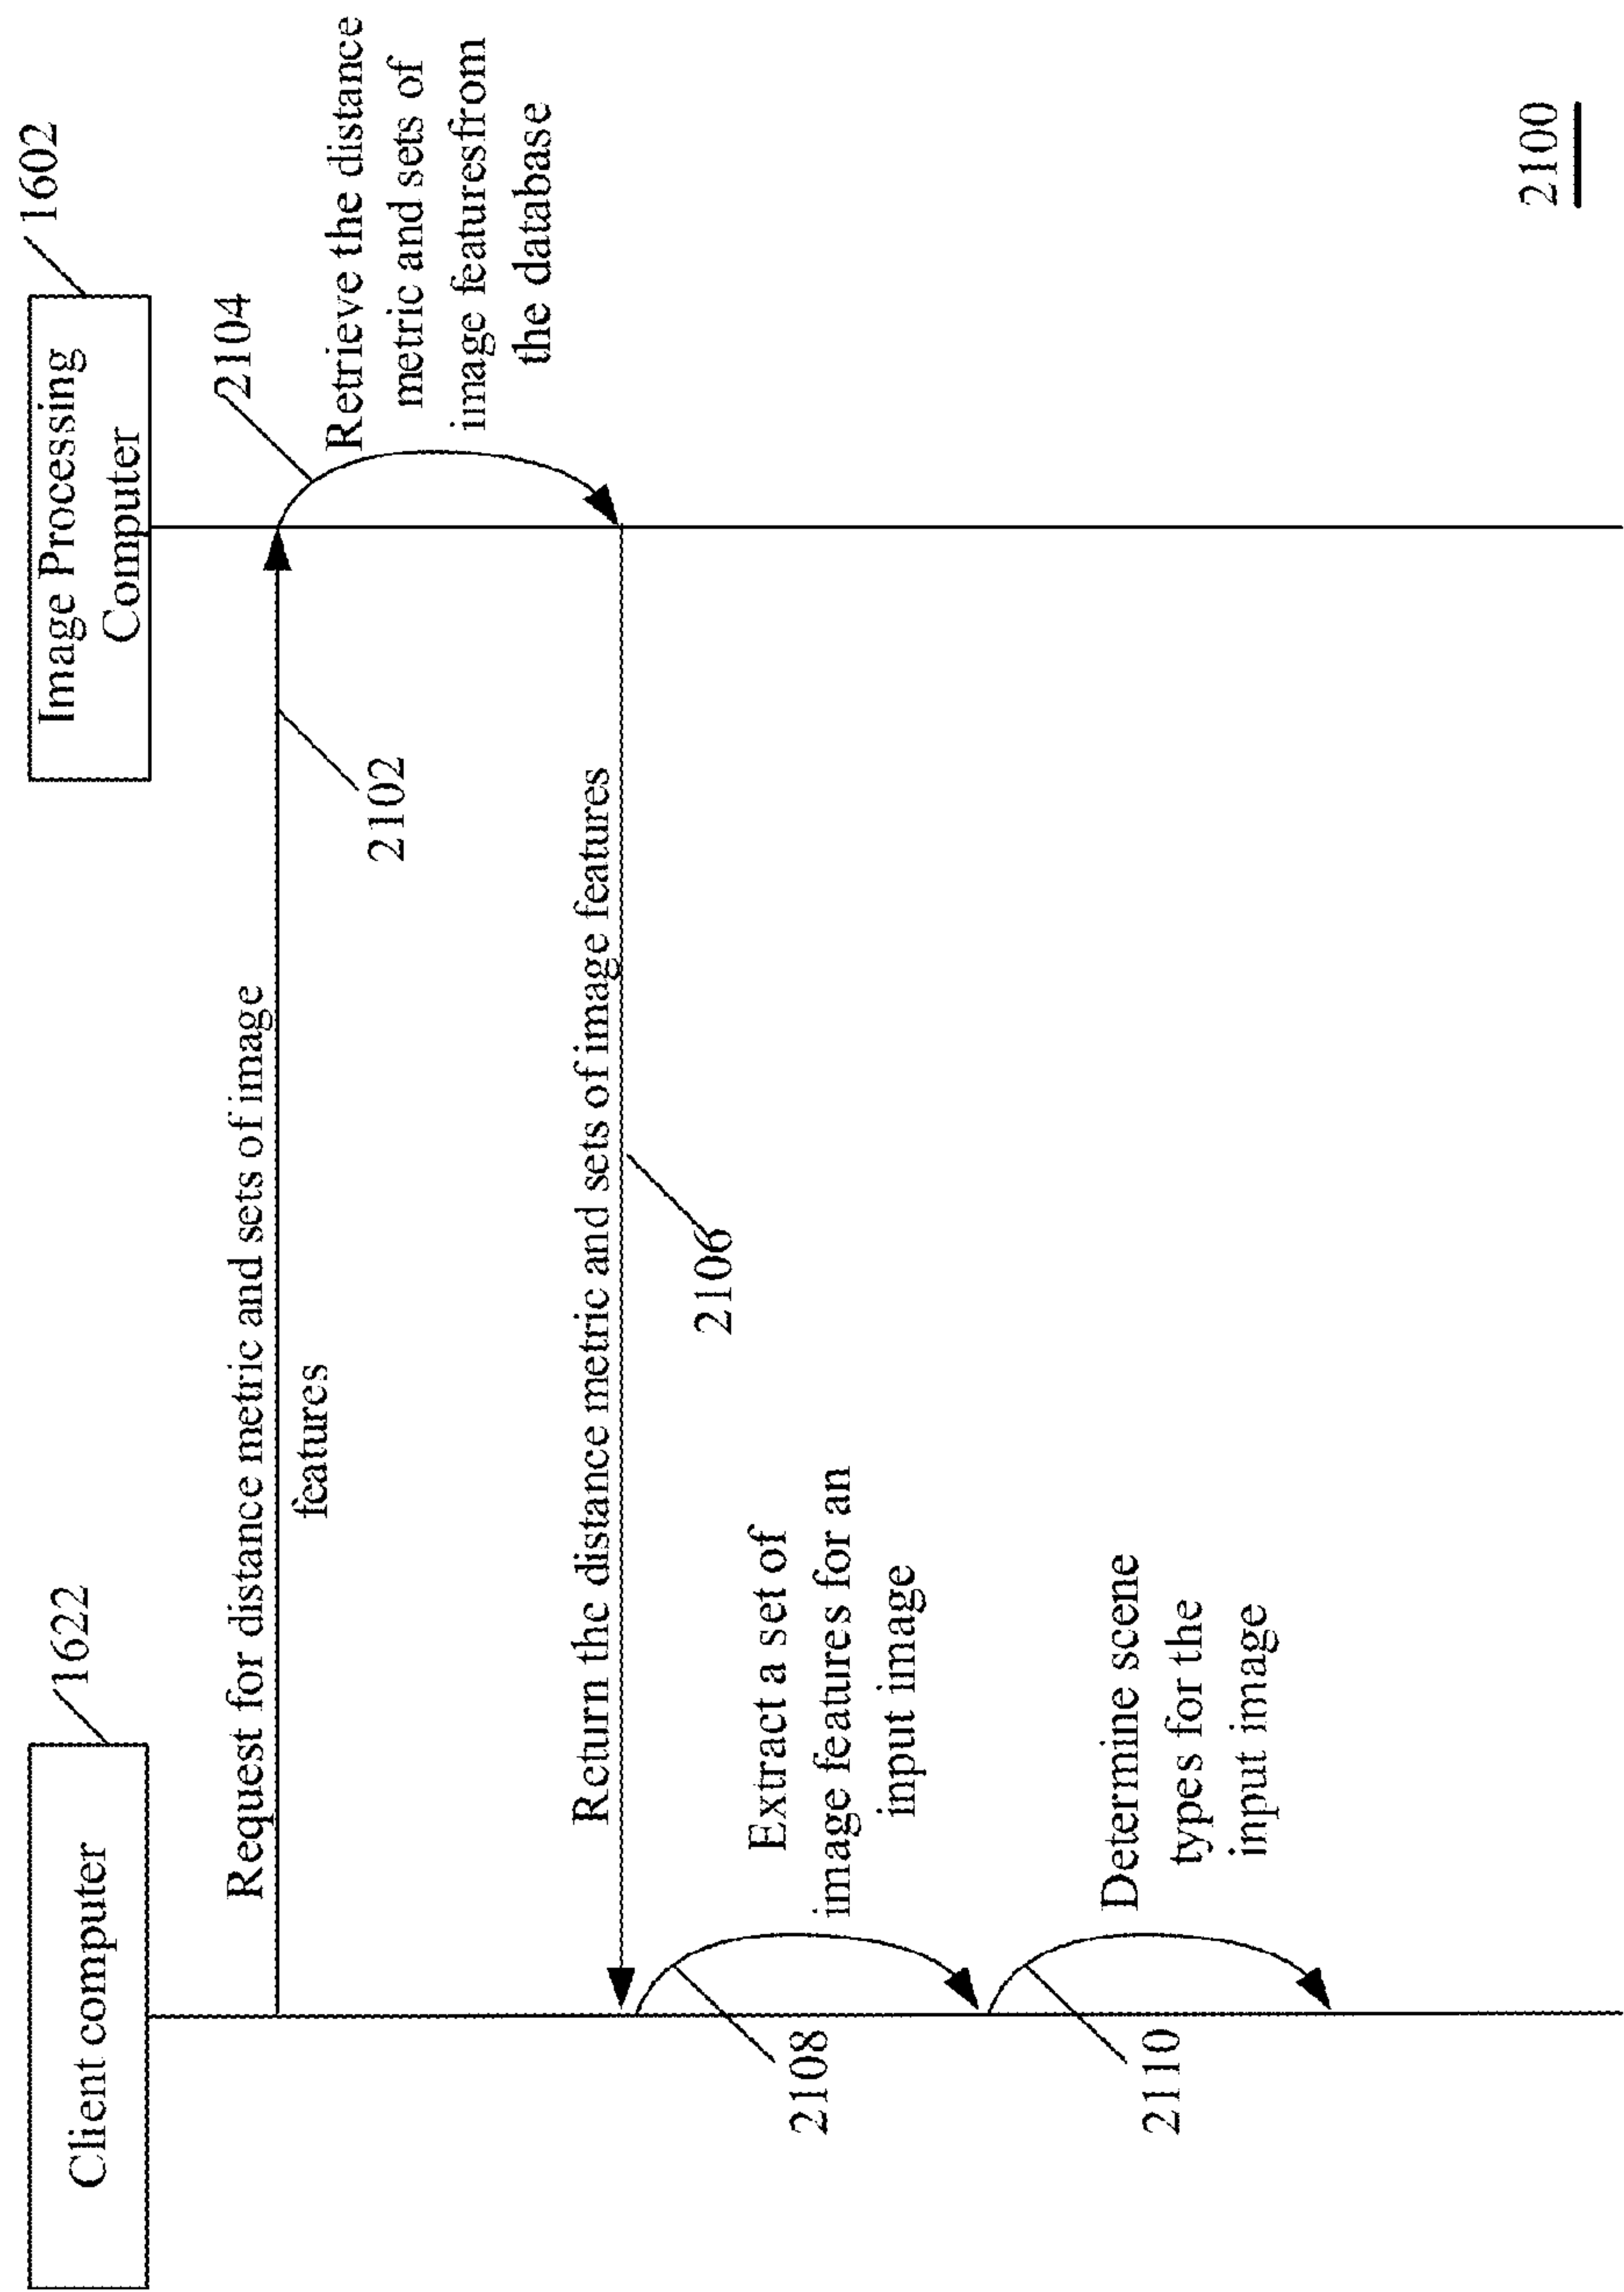 Client computer
1622
Image Processing
Computer
1602
Request for distance metric and sets of image
features
2102
2104
Retrieve the distance
metric and sets of
image featuresfrom
the database
Return the distance metric and sets of image features
2106
Extract a set of
image features for an
input image
2108
Determine scene
types for the
input image
2110
2100